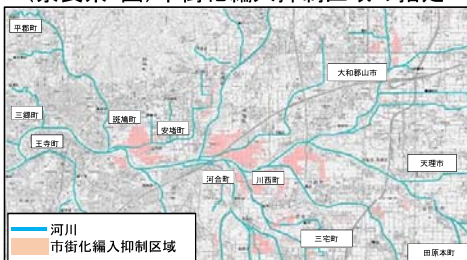 平群町
大和郡山市
三郷町
斑鳩町
安堵町
王寺町
天理市
河合町
川西町
河川
市街化編入抑制区域
三宅町
田原本町